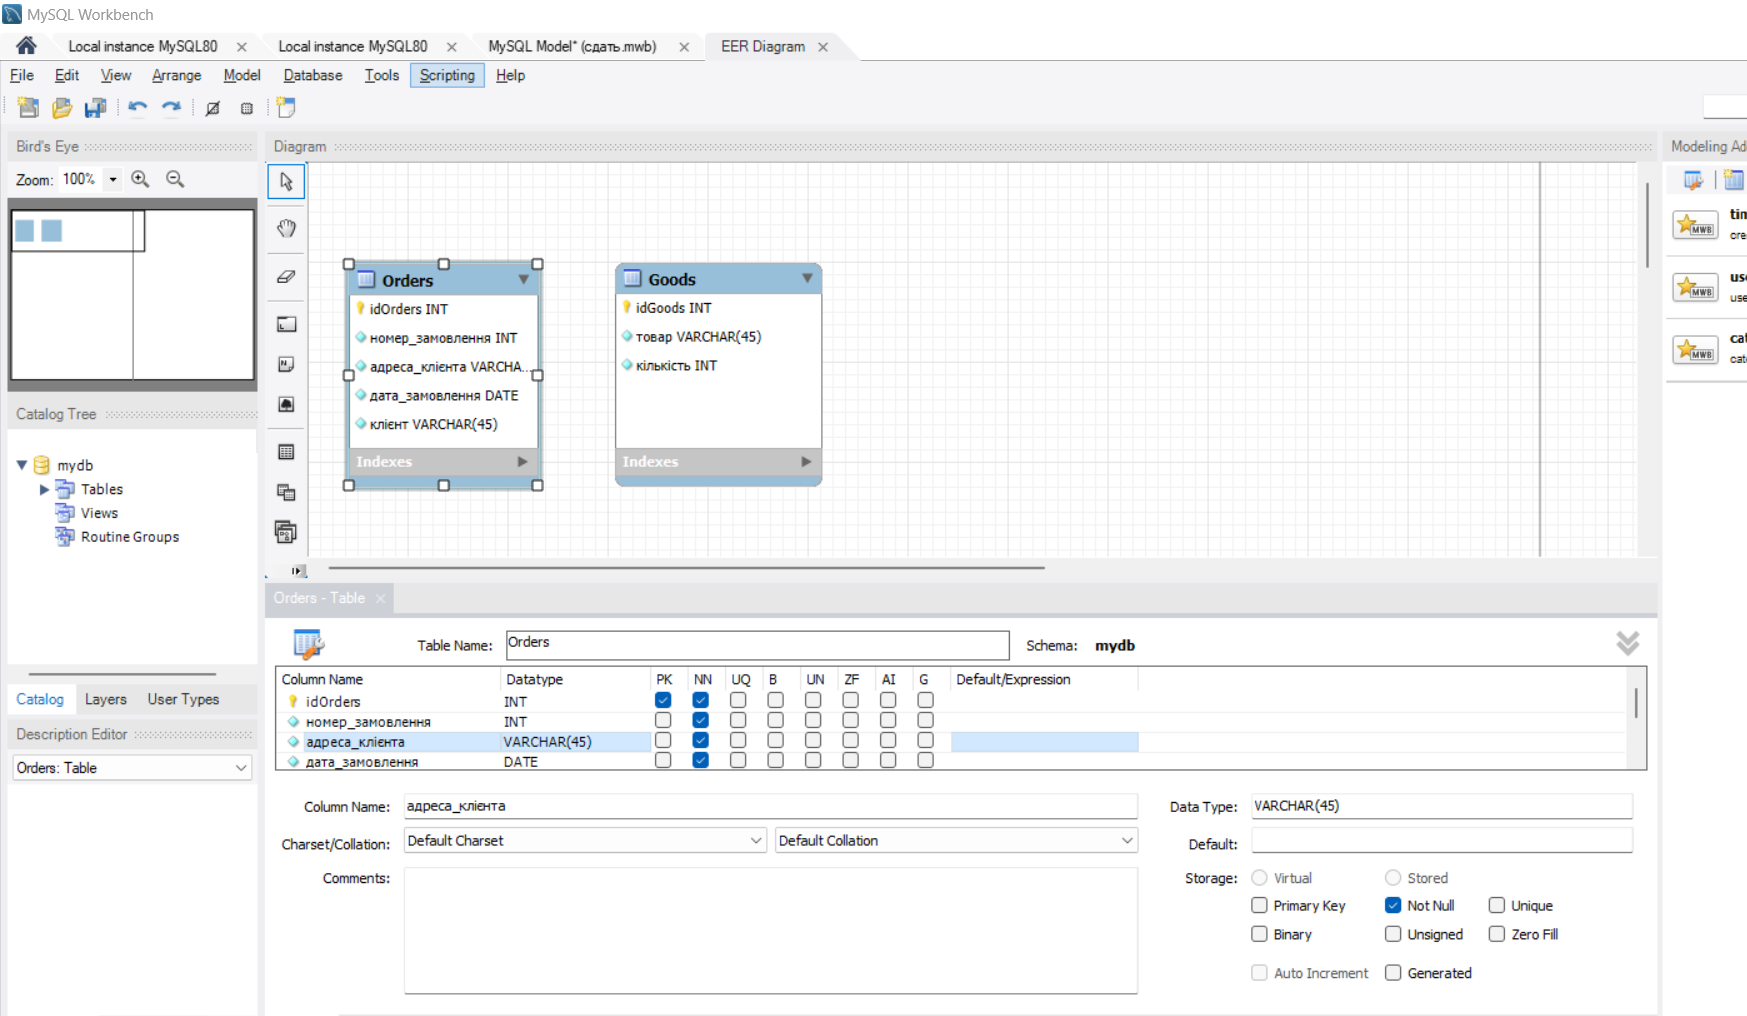 MySQL Workbench
Local instance MySQL80
Local instance MySQL80
MySQL Model* (сдать.mwb)
EER Diagram
File Edit View Arrange Model Database Tools Scripting Help
Bird's Eye
Zoom: 100%
Catalog Tree
mydb
Tables
Views
Routine Groups
Catalog Layers User Types
Description Editor
Orders: Table
Diagram
Orders
idOrders INT
номер_замовлення INT
адреса_клієнта VARCHA...
дата_замовлення DATE
клієнт VARCHAR(45)
Indexes
Goods
idGoods INT
товар VARCHAR(45)
кількість INT
Indexes
Modeling Ad
MWB
tim
cre
MWB
use
use
MWB
cat
cate
Orders - Table
Table Name: Orders Schema: mydb
Column Name Datatype PK NN UQ B UN ZF AI G Default/Expression
idOrders INT
номер_замовлення INT
адреса_клієнта VARCHAR(45)
дата_замовлення DATE
Column Name: адреса_клієнта Data Type: VARCHAR(45)
Charset/Collation: Default Charset Default Collation Default:
Comments: Storage: Virtual Stored
Primary Key Not Null Unique
Binary Unsigned Zero Fill
Auto Increment Generated